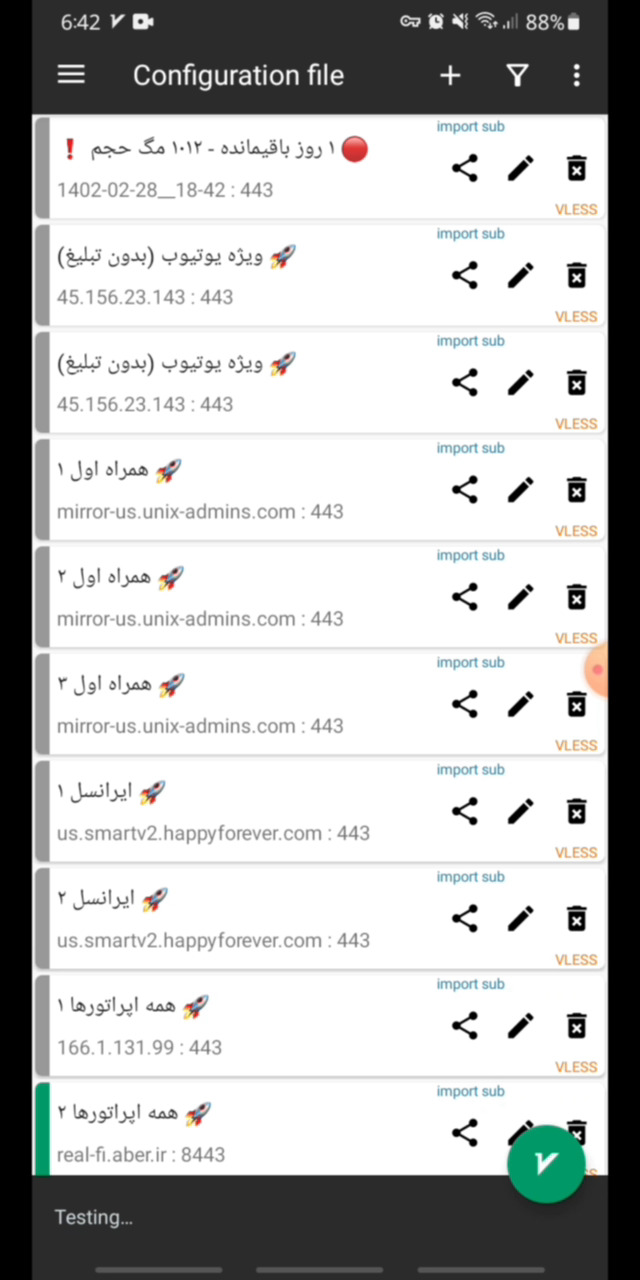 6:42
88%
Configuration file
import sub
۱ روز باقیمانده - ۱۰۱۲ مگ حجم ❗
1402-02-28__18-42 : 443
VLESS
import sub
🚀 ویژه یوتیوب (بدون تبلیغ)
45.156.23.143 : 443
VLESS
import sub
🚀 ویژه یوتیوب (بدون تبلیغ)
45.156.23.143 : 443
VLESS
import sub
🚀 همراه اول ۱
mirror-us.unix-admins.com : 443
VLESS
import sub
🚀 همراه اول ۲
mirror-us.unix-admins.com : 443
VLESS
import sub
🚀 همراه اول ۳
mirror-us.unix-admins.com : 443
VLESS
import sub
🚀 ایرانسل ۱
us.smartv2.happyforever.com : 443
VLESS
import sub
🚀 ایرانسل ۲
us.smartv2.happyforever.com : 443
VLESS
import sub
🚀 همه اپراتورها ۱
166.1.131.99 : 443
VLESS
import sub
🚀 همه اپراتورها ۲
real-fi.aber.ir : 8443
Testing…